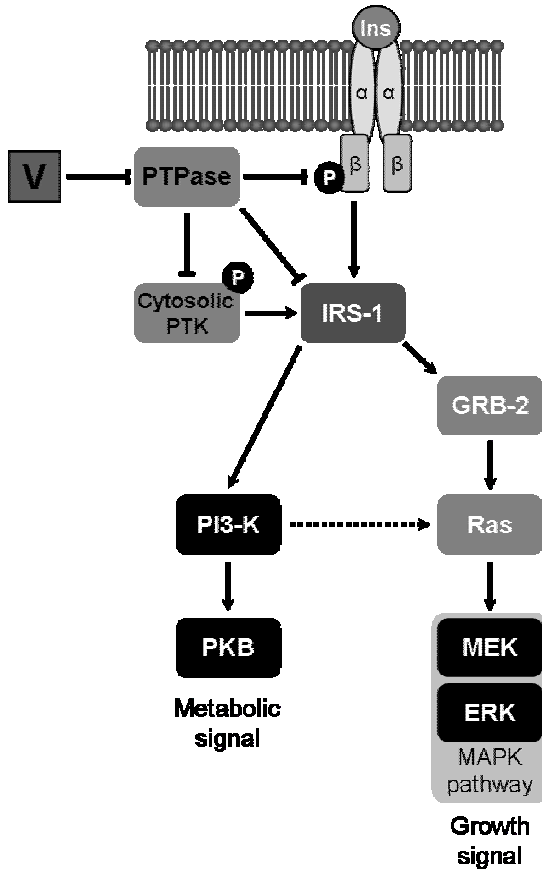 Ins
α α
β β
V
PTPase
P
P
Cytosolic
PTK
IRS-1
GRB-2
PI3-K
Ras
PKB
MEK
Metabolic
signal
ERK
MAPK
pathway
Growth
signal